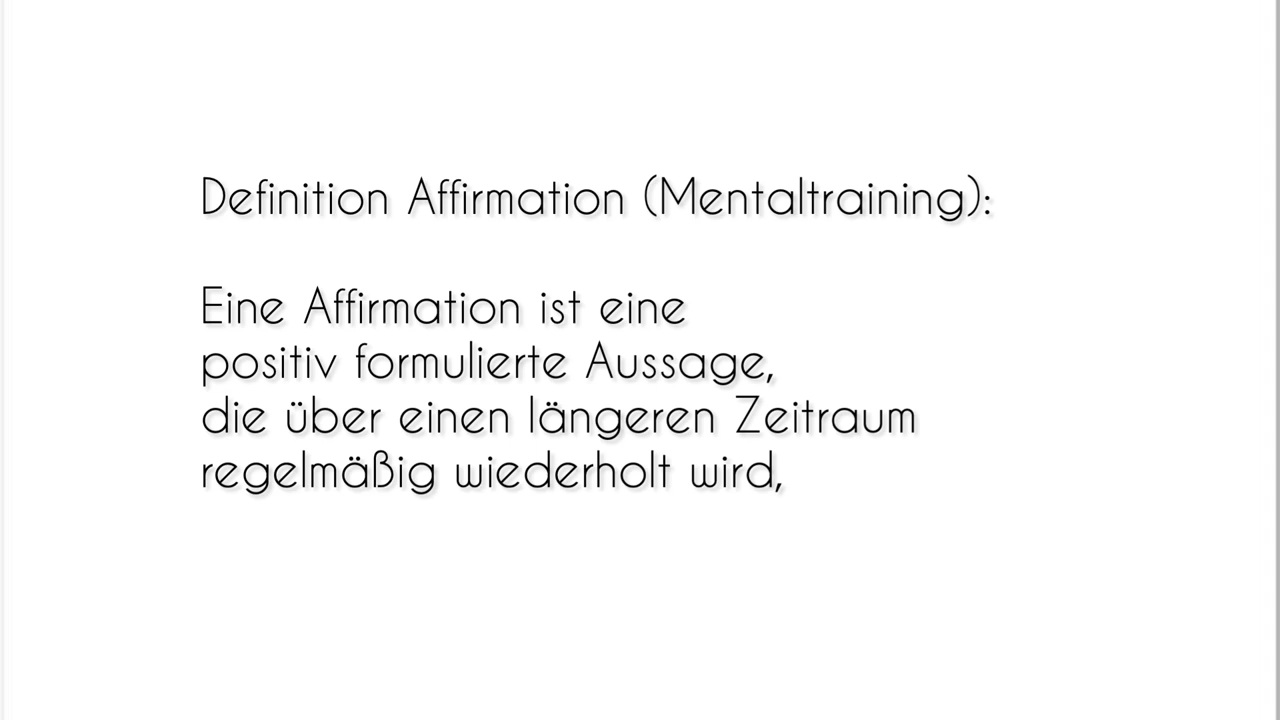 Definition Affirmation (Mentaltraining):
Eine Affirmation ist eine
positiv formulierte Aussage,
die über einen längeren Zeitraum
regelmäßig wiederholt wird,